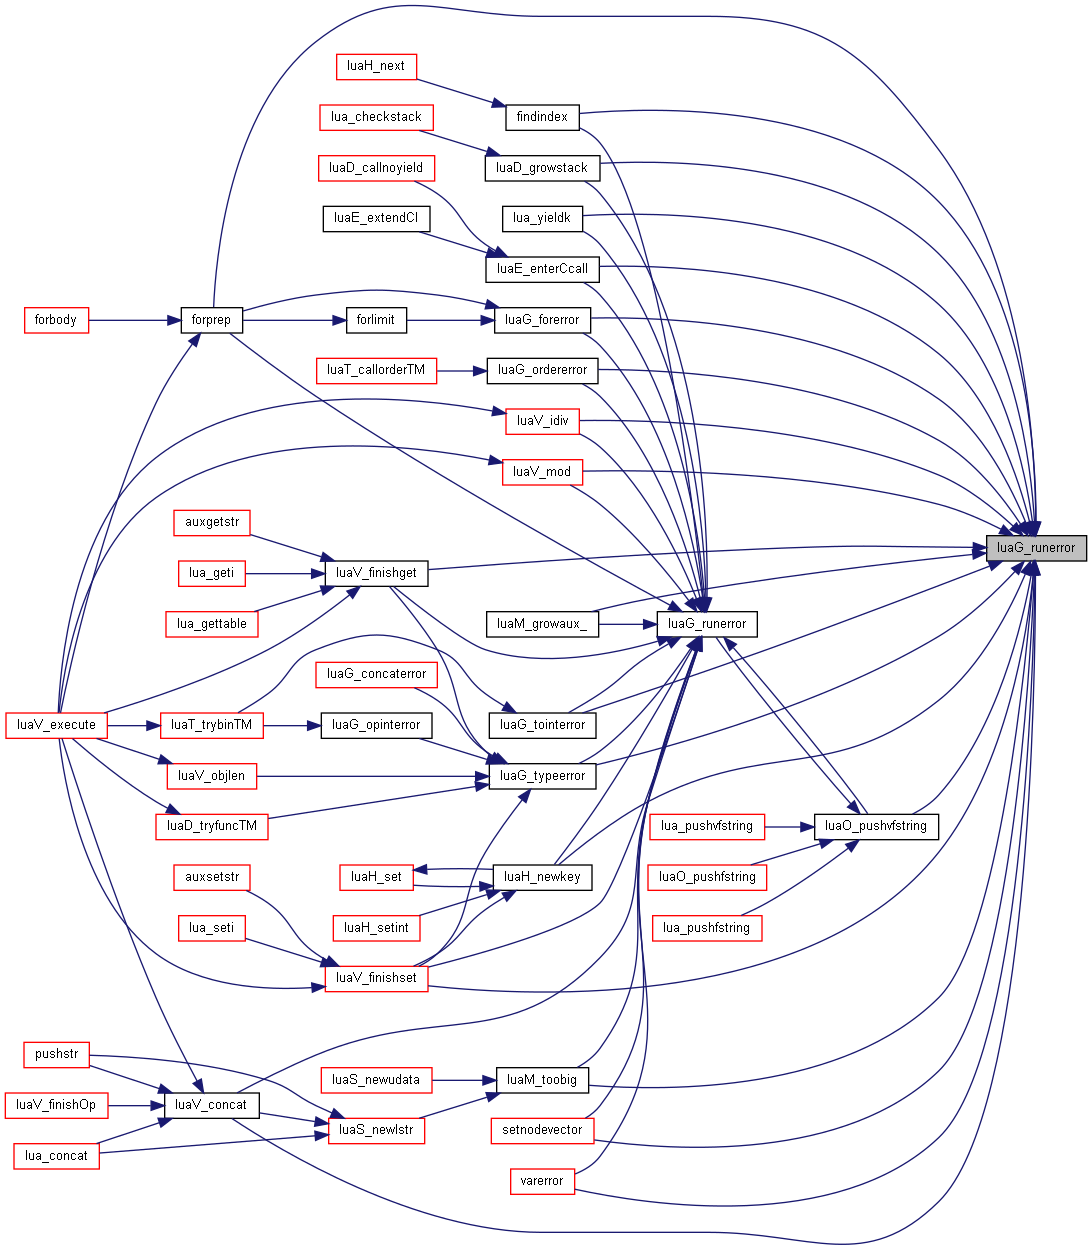 luaH_next
findindex
lua_checkstack
luaD_growstack
luaD_callnoyield
luaE_extendCI
lua_yieldk
luaE_enterCcall
forbody
forprep
forlimit
luaG_forerror
luaT_callorderTM
luaG_ordererror
luaV_idiv
luaV_mod
auxgetstr
luaG_runerror
lua_geti
luaV_finishget
lua_gettable
luaM_growaux_
luaG_runerror
luaG_concaterror
luaV_execute
luaT_trybinTM
luaG_opinterror
luaG_tointerror
luaV_objlen
luaG_typeerror
luaD_tryfuncTM
lua_pushvfstring
luaO_pushvfstring
auxsetstr
luaH_set
luaH_newkey
luaO_pushfstring
lua_seti
luaH_setint
lua_pushfstring
luaV_finishset
pushstr
luaS_newudata
luaM_toobig
luaV_finishOp
luaV_concat
luaS_newlstr
setnodevector
lua_concat
varerror